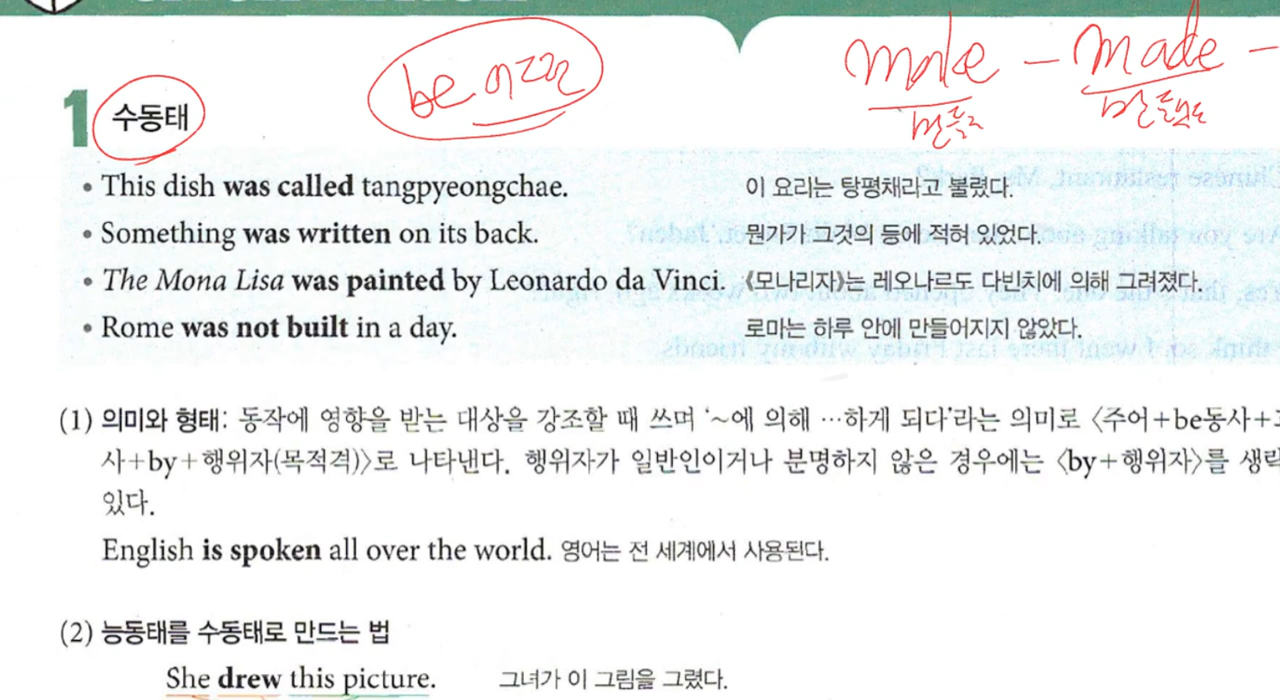 be
make - made -
1 수동태
• This dish was called tangpyeongchae. 이 요리는 탕평채라고 불렸다.
• Something was written on its back. 뭔가가 그것의 등에 적혀 있었다.
• The Mona Lisa was painted by Leonardo da Vinci. 《모나리자》는 레오나르도 다빈치에 의해 그려졌다.
• Rome was not built in a day. 로마는 하루 안에 만들어지지 않았다.
(1) 의미와 형태: 동작에 영향을 받는 대상을 강조할 때 쓰며 ‘~에 의해 …하게 되다’라는 의미로 〈주어+be동사+
사+by+행위자(목적격)〉로 나타낸다. 행위자가 일반인이거나 분명하지 않은 경우에는 〈by+행위자〉를 생략
있다.
English is spoken all over the world. 영어는 전 세계에서 사용된다.
(2) 능동태를 수동태로 만드는 법
She drew this picture. 그녀가 이 그림을 그렸다.